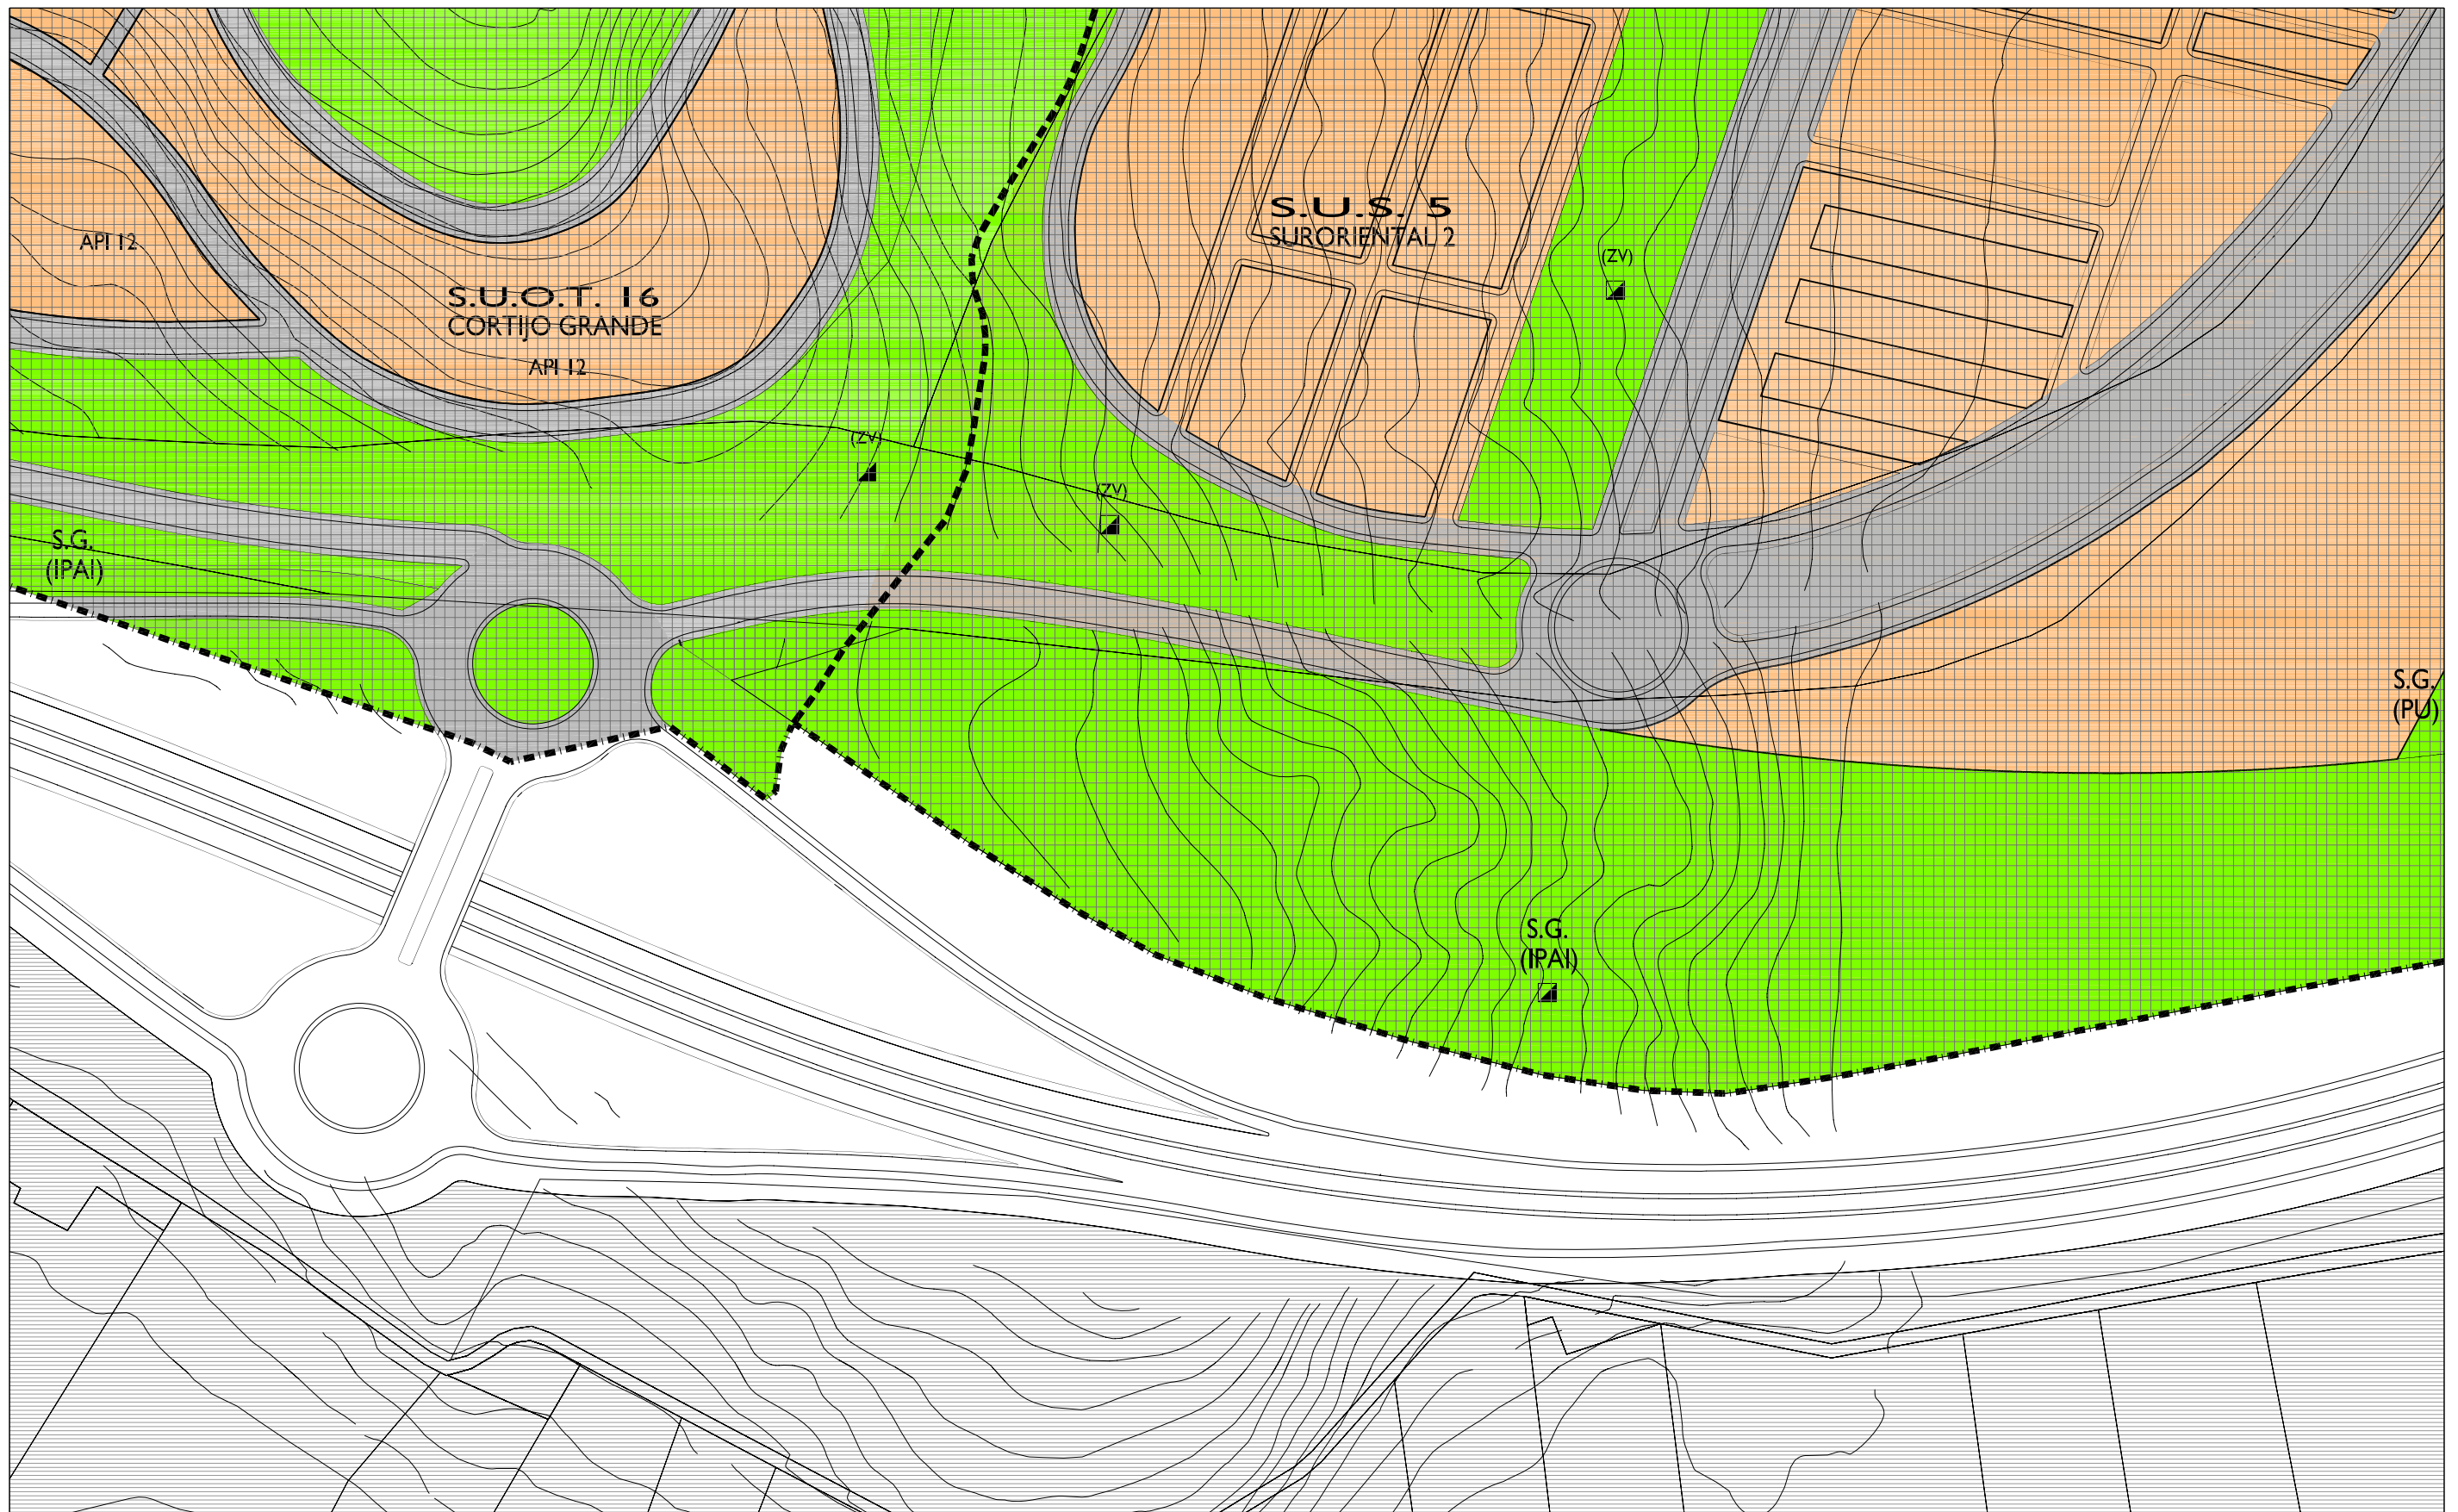 S.U.S. 5
SURORIENTAL 2
API 12
(ZV)
S.U.O.T. 16
CORTIJO GRANDE
API 12
(ZV)
(ZV)
S.G.
(IPAI)
S.G.
(PU)
S.G.
(IPAI)